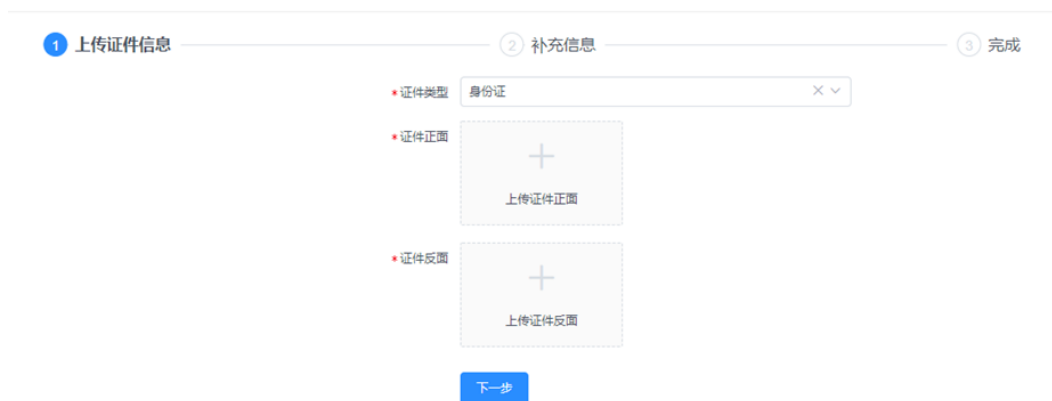 1 上传证件信息 2 补充信息 3 完成
*证件类型 身份证
*证件正面
上传证件正面
*证件反面
上传证件反面
下一步